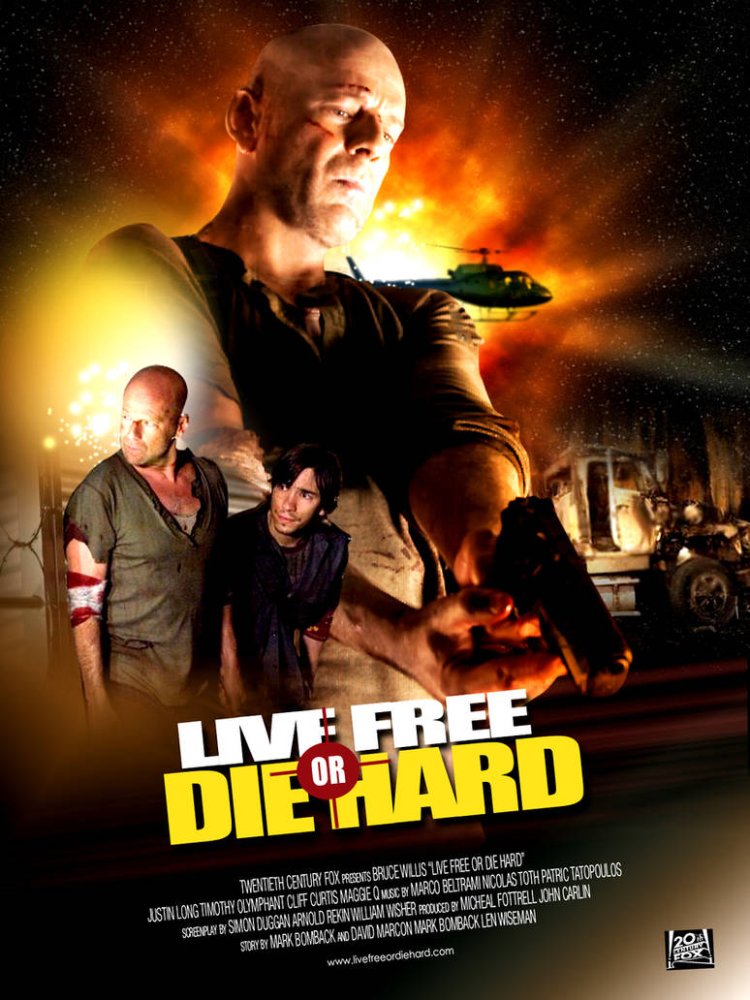 LIVE FREE
OR
DIE HARD
TWENTIETH CENTURY FOX PRESENTS BRUCE WILLIS "LIVE FREE OR DIE HARD"
JUSTIN LONG TIMOTHY OLYMPHANT CLIFF CURTIS MAGGIE Q MUSIC BY MARCO BELTRAMI NICOLAS TOTH PATRIC TATOPOULOS
SCREENPLAY BY SIMON DUGGAN ARNOLD REKIN WILLIAM WISHER PRODUCED BY MICHEAL FOTTRELL JOHN CARLIN
STORY BY MARK BOMBACK AND DAVID MARCON MARK BOMBACK LEN WISEMAN
www.livefreeordiehard.com
20th
CENTURY
FOX